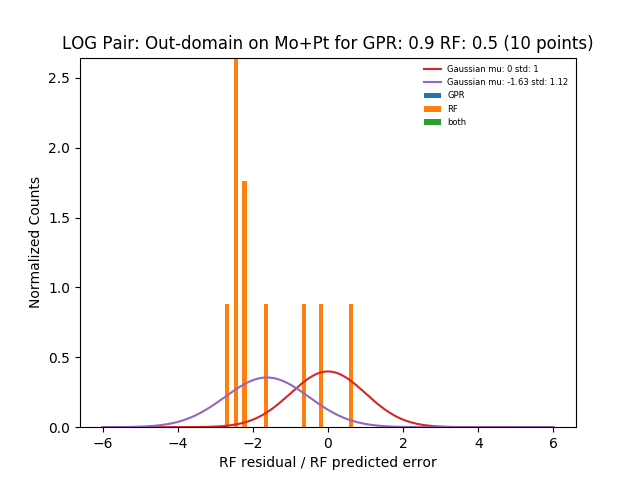 LOG Pair: Out-domain on Mo+Pt for GPR: 0.9 RF: 0.5 (10 points)
Gaussian mu: 0 std: 1
Gaussian mu: -1.63 std: 1.12
GPR
RF
both
Normalized Counts
2.5
2.0
1.5
1.0
0.5
0.0
−6 −4 −2 0 2 4 6
RF residual / RF predicted error